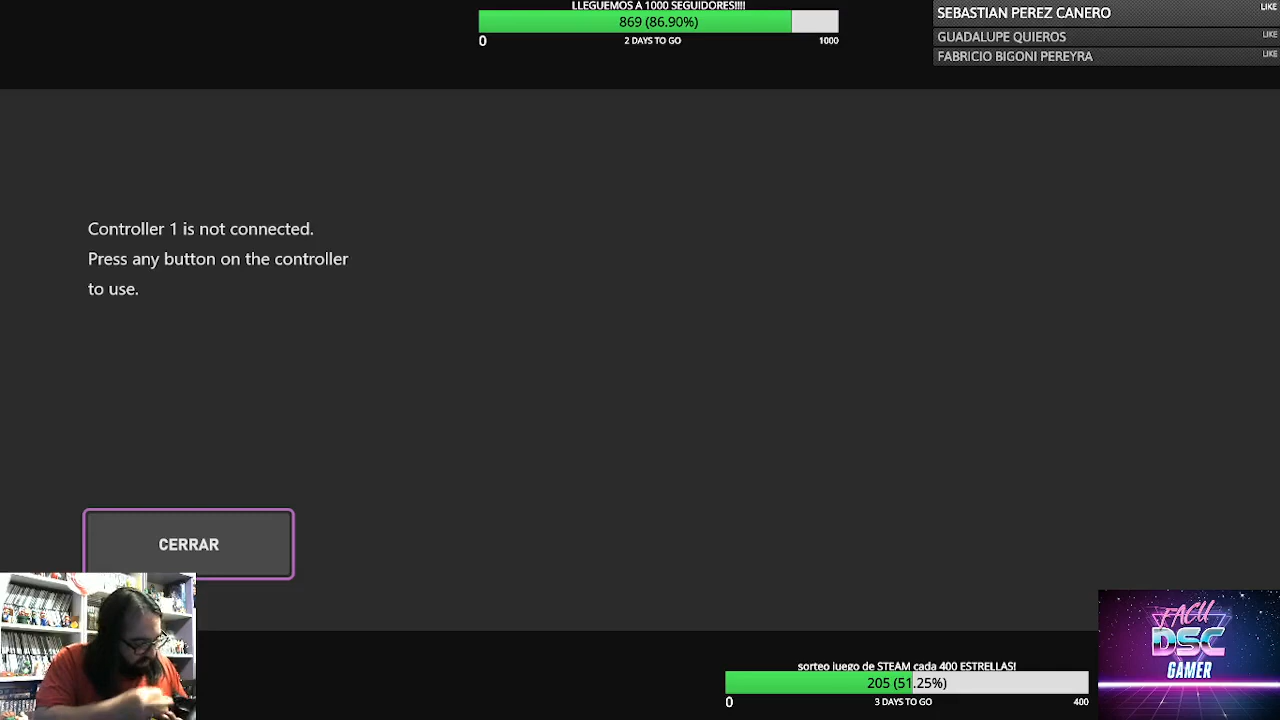 LLEGUEMOS A 1000 SEGUIDORES!!!!
869 (86.90%)
0
2 DAYS TO GO
1000
SEBASTIAN PEREZ CANERO
LIKE
GUADALUPE QUIEROS
LIKE
FABRICIO BIGONI PEREYRA
LIKE
Controller 1 is not connected.
Press any button on the controller
to use.
CERRAR
sorteo juego de STEAM cada 400 ESTRELLAS!
205 (51.25%)
0
3 DAYS TO GO
400
FACU
DSC
GAMER